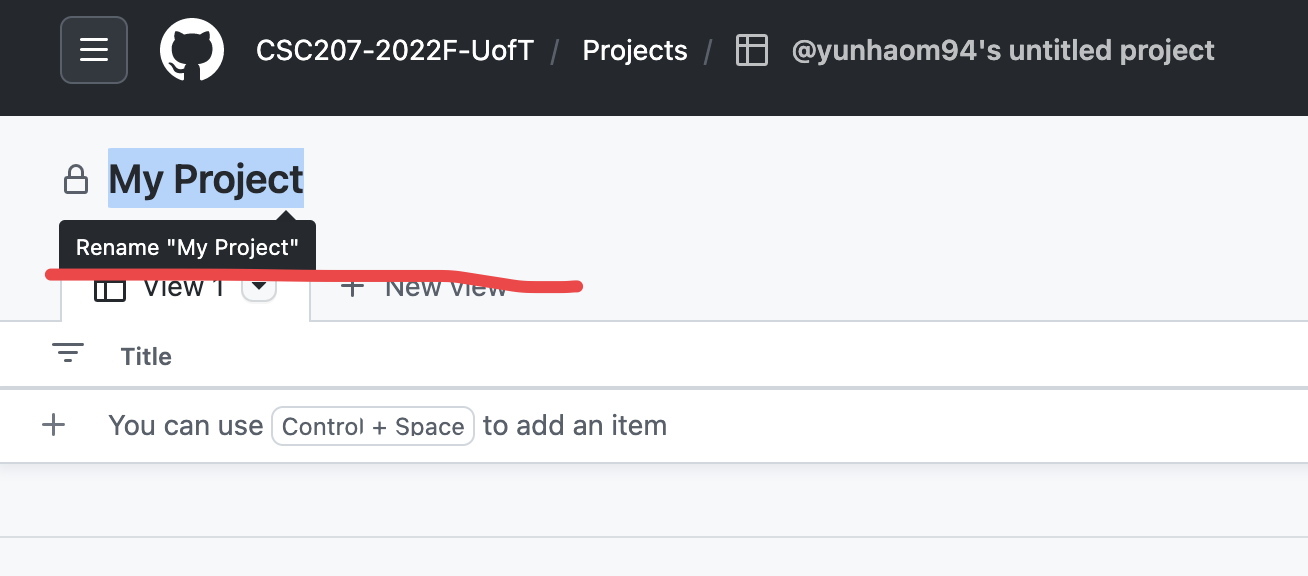 CSC207-2022F-UofT / Projects / @yunhaom94's untitled project
My Project
Rename "My Project"
View 1 + New view
Title
+ You can use Control + Space to add an item